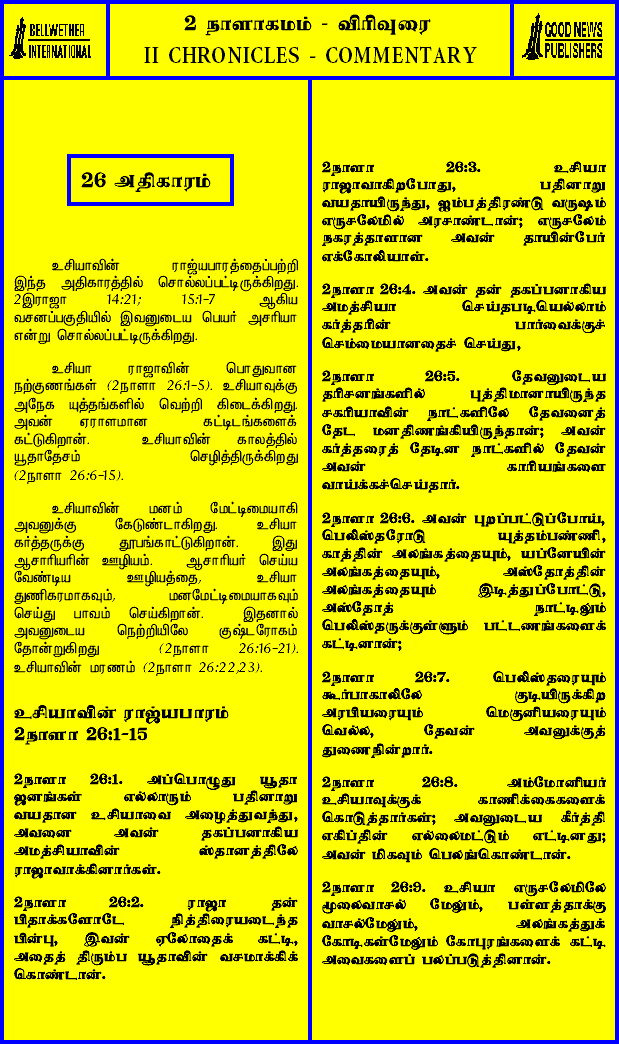 BELLWETHER
INTERNATIONAL
2 நாளாகமம் - விரிவுரை
II CHRONICLES - COMMENTARY
GOOD NEWS
PUBLISHERS
26 அதிகாரம்
உசியாவின் ராஜ்யபாரத்தைப்பற்றி
இந்த அதிகாரத்தில் சொல்லப்பட்டிருக்கிறது.
2இராஜா 14:21; 15:1-7 ஆகிய
வசனப்பகுதியில் இவனுடைய பெயர் அசரியா
என்று சொல்லப்பட்டிருக்கிறது.
உசியா ராஜாவின் பொதுவான
நற்குணங்கள் (2நாளா 26:1-5). உசியாவுக்கு
அநேக யுத்தங்களில் வெற்றி கிடைக்கிறது.
அவன் ஏராளமான கட்டிடங்களைக்
கட்டுகிறான். உசியாவின் காலத்தில்
யூதாதேசம் செழித்திருக்கிறது
(2நாளா 26:6-15).
உசியாவின் மனம் மேட்டிமையாகி
அவனுக்கு கேடுண்டாகிறது. உசியா
கர்த்தருக்கு தூபங்காட்டுகிறான். இது
ஆசாரியரின் ஊழியம். ஆசாரியர் செய்ய
வேண்டிய ஊழியத்தை, உசியா
துணிகரமாகவும், மனமேட்டிமையாகவும்
செய்து பாவம் செய்கிறான். இதனால்
அவனுடைய நெற்றியிலே குஷ்டரோகம்
தோன்றுகிறது (2நாளா 26:16-21).
உசியாவின் மரணம் (2நாளா 26:22,23).
உசியாவின் ராஜ்யபாரம்
2நாளா 26:1-15
2நாளா 26:1. அப்பொழுது யூதா
ஜனங்கள் எல்லாரும் பதினாறு
வயதான உசியாவை அழைத்துவந்து,
அவனை அவன் தகப்பனாகிய
அமத்சியாவின் ஸ்தானத்திலே
ராஜாவாக்கினார்கள்.
2நாளா 26:2. ராஜா தன்
பிதாக்களோடே நித்திரையடைந்த
பின்பு, இவன் ஏலோதைக் கட்டி,
அதைத் திரும்ப யூதாவின் வசமாக்கிக்
கொண்டான்.
2நாளா 26:3. உசியா
ராஜாவாகிறபோது, பதினாறு
வயதாயிருந்து, ஐம்பத்திரண்டு வருஷம்
எருசலேமில் அரசாண்டான்; எருசலேம்
நகரத்தாளான அவன் தாயின்பேர்
எக்கோலியாள்.
2நாளா 26:4. அவன் தன் தகப்பனாகிய
அமத்சியா செய்தபடியெல்லாம்
கர்த்தரின் பார்வைக்குச்
செம்மையானதைச் செய்து,
2நாளா 26:5. தேவனுடைய
தரிசனங்களில் புத்திமானாயிருந்த
சகரியாவின் நாட்களிலே தேவனைத்
தேட மனதிணங்கியிருந்தான்; அவன்
கர்த்தரைத் தேடின நாட்களில் தேவன்
அவன் காரியங்களை
வாய்க்கச்செய்தார்.
2நாளா 26:6. அவன் புறப்பட்டுப்போய்,
பெலிஸ்தரோடு யுத்தம்பண்ணி,
காத்தின் அலங்கத்தையும், யப்னேயின்
அலங்கத்தையும், அஸ்தோத்தின்
அலங்கத்தையும் இடித்துப்போட்டு,
அஸ்தோத் நாட்டிலும்
பெலிஸ்தருக்குள்ளும் பட்டணங்களைக்
கட்டினான்;
2நாளா 26:7. பெலிஸ்தரையும்
கூர்பாகாலிலே குடியிருக்கிற
அரபியரையும் மெகுனியரையும்
வெல்ல, தேவன் அவனுக்குத்
துணைநின்றார்.
2நாளா 26:8. அம்மோனியர்
உசியாவுக்குக் காணிக்கைகளைக்
கொடுத்தார்கள்; அவனுடைய கீர்த்தி
எகிப்தின் எல்லைமட்டும் எட்டினது;
அவன் மிகவும் பெலங்கொண்டான்.
2நாளா 26:9. உசியா எருசலேமிலே
மூலைவாசல் மேலும், பள்ளத்தாக்கு
வாசல்மேலும், அலங்கத்துக்
கோடிகள்மேலும் கோபுரங்களைக் கட்டி
அவைகளைப் பலப்படுத்தினான்.